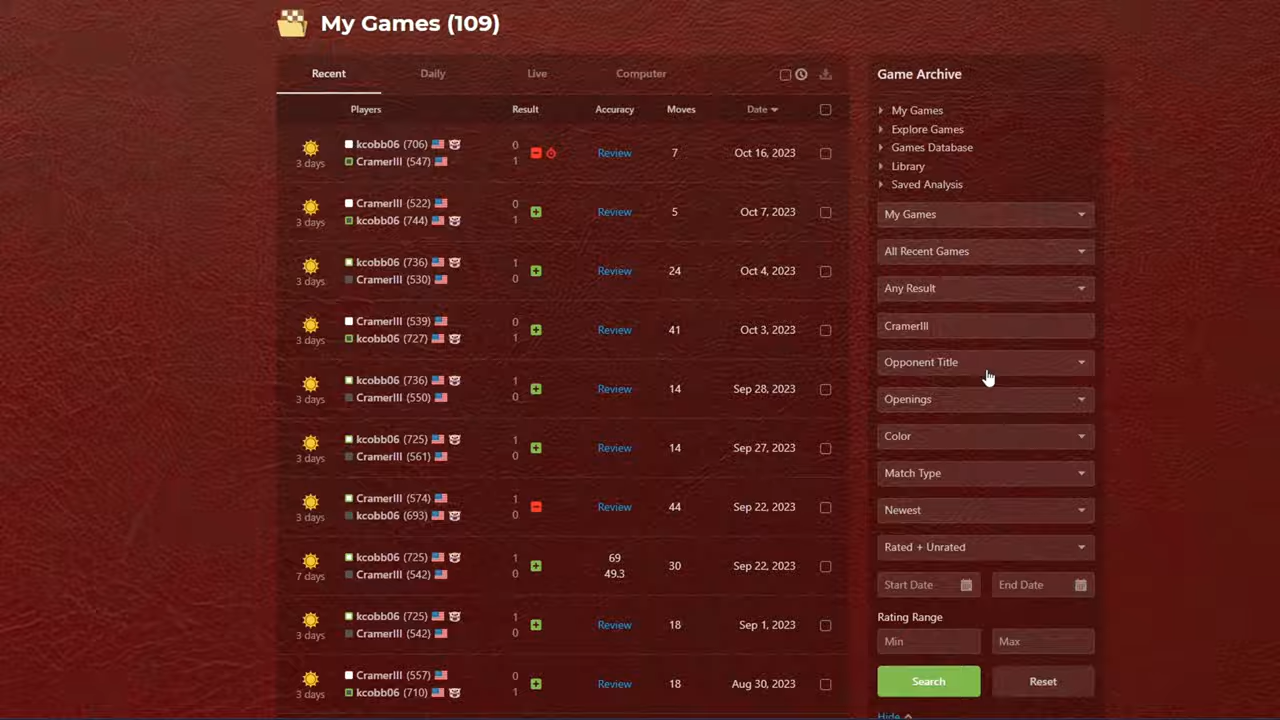 My Games (109)
Recent Daily Live Computer
Players Result Accuracy Moves Date
3 days kcobb06 (706) CramerIII (547) 0 1 Review 7 Oct 16, 2023
3 days CramerIII (522) kcobb06 (744) 0 1 Review 5 Oct 7, 2023
3 days kcobb06 (736) CramerIII (530) 1 0 Review 24 Oct 4, 2023
3 days CramerIII (539) kcobb06 (727) 0 1 Review 41 Oct 3, 2023
3 days kcobb06 (736) CramerIII (550) 1 0 Review 14 Sep 28, 2023
3 days kcobb06 (725) CramerIII (561) 1 0 Review 14 Sep 27, 2023
3 days CramerIII (574) kcobb06 (693) 1 0 Review 44 Sep 22, 2023
7 days kcobb06 (725) CramerIII (542) 1 0 69 49.3 30 Sep 22, 2023
3 days kcobb06 (725) CramerIII (542) 1 0 Review 18 Sep 1, 2023
3 days CramerIII (557) kcobb06 (710) 0 1 Review 18 Aug 30, 2023
Game Archive
My Games
Explore Games
Games Database
Library
Saved Analysis
My Games
All Recent Games
Any Result
CramerIII
Opponent Title
Openings
Color
Match Type
Newest
Rated + Unrated
Start Date End Date
Rating Range
Min Max
Search Reset
Hide